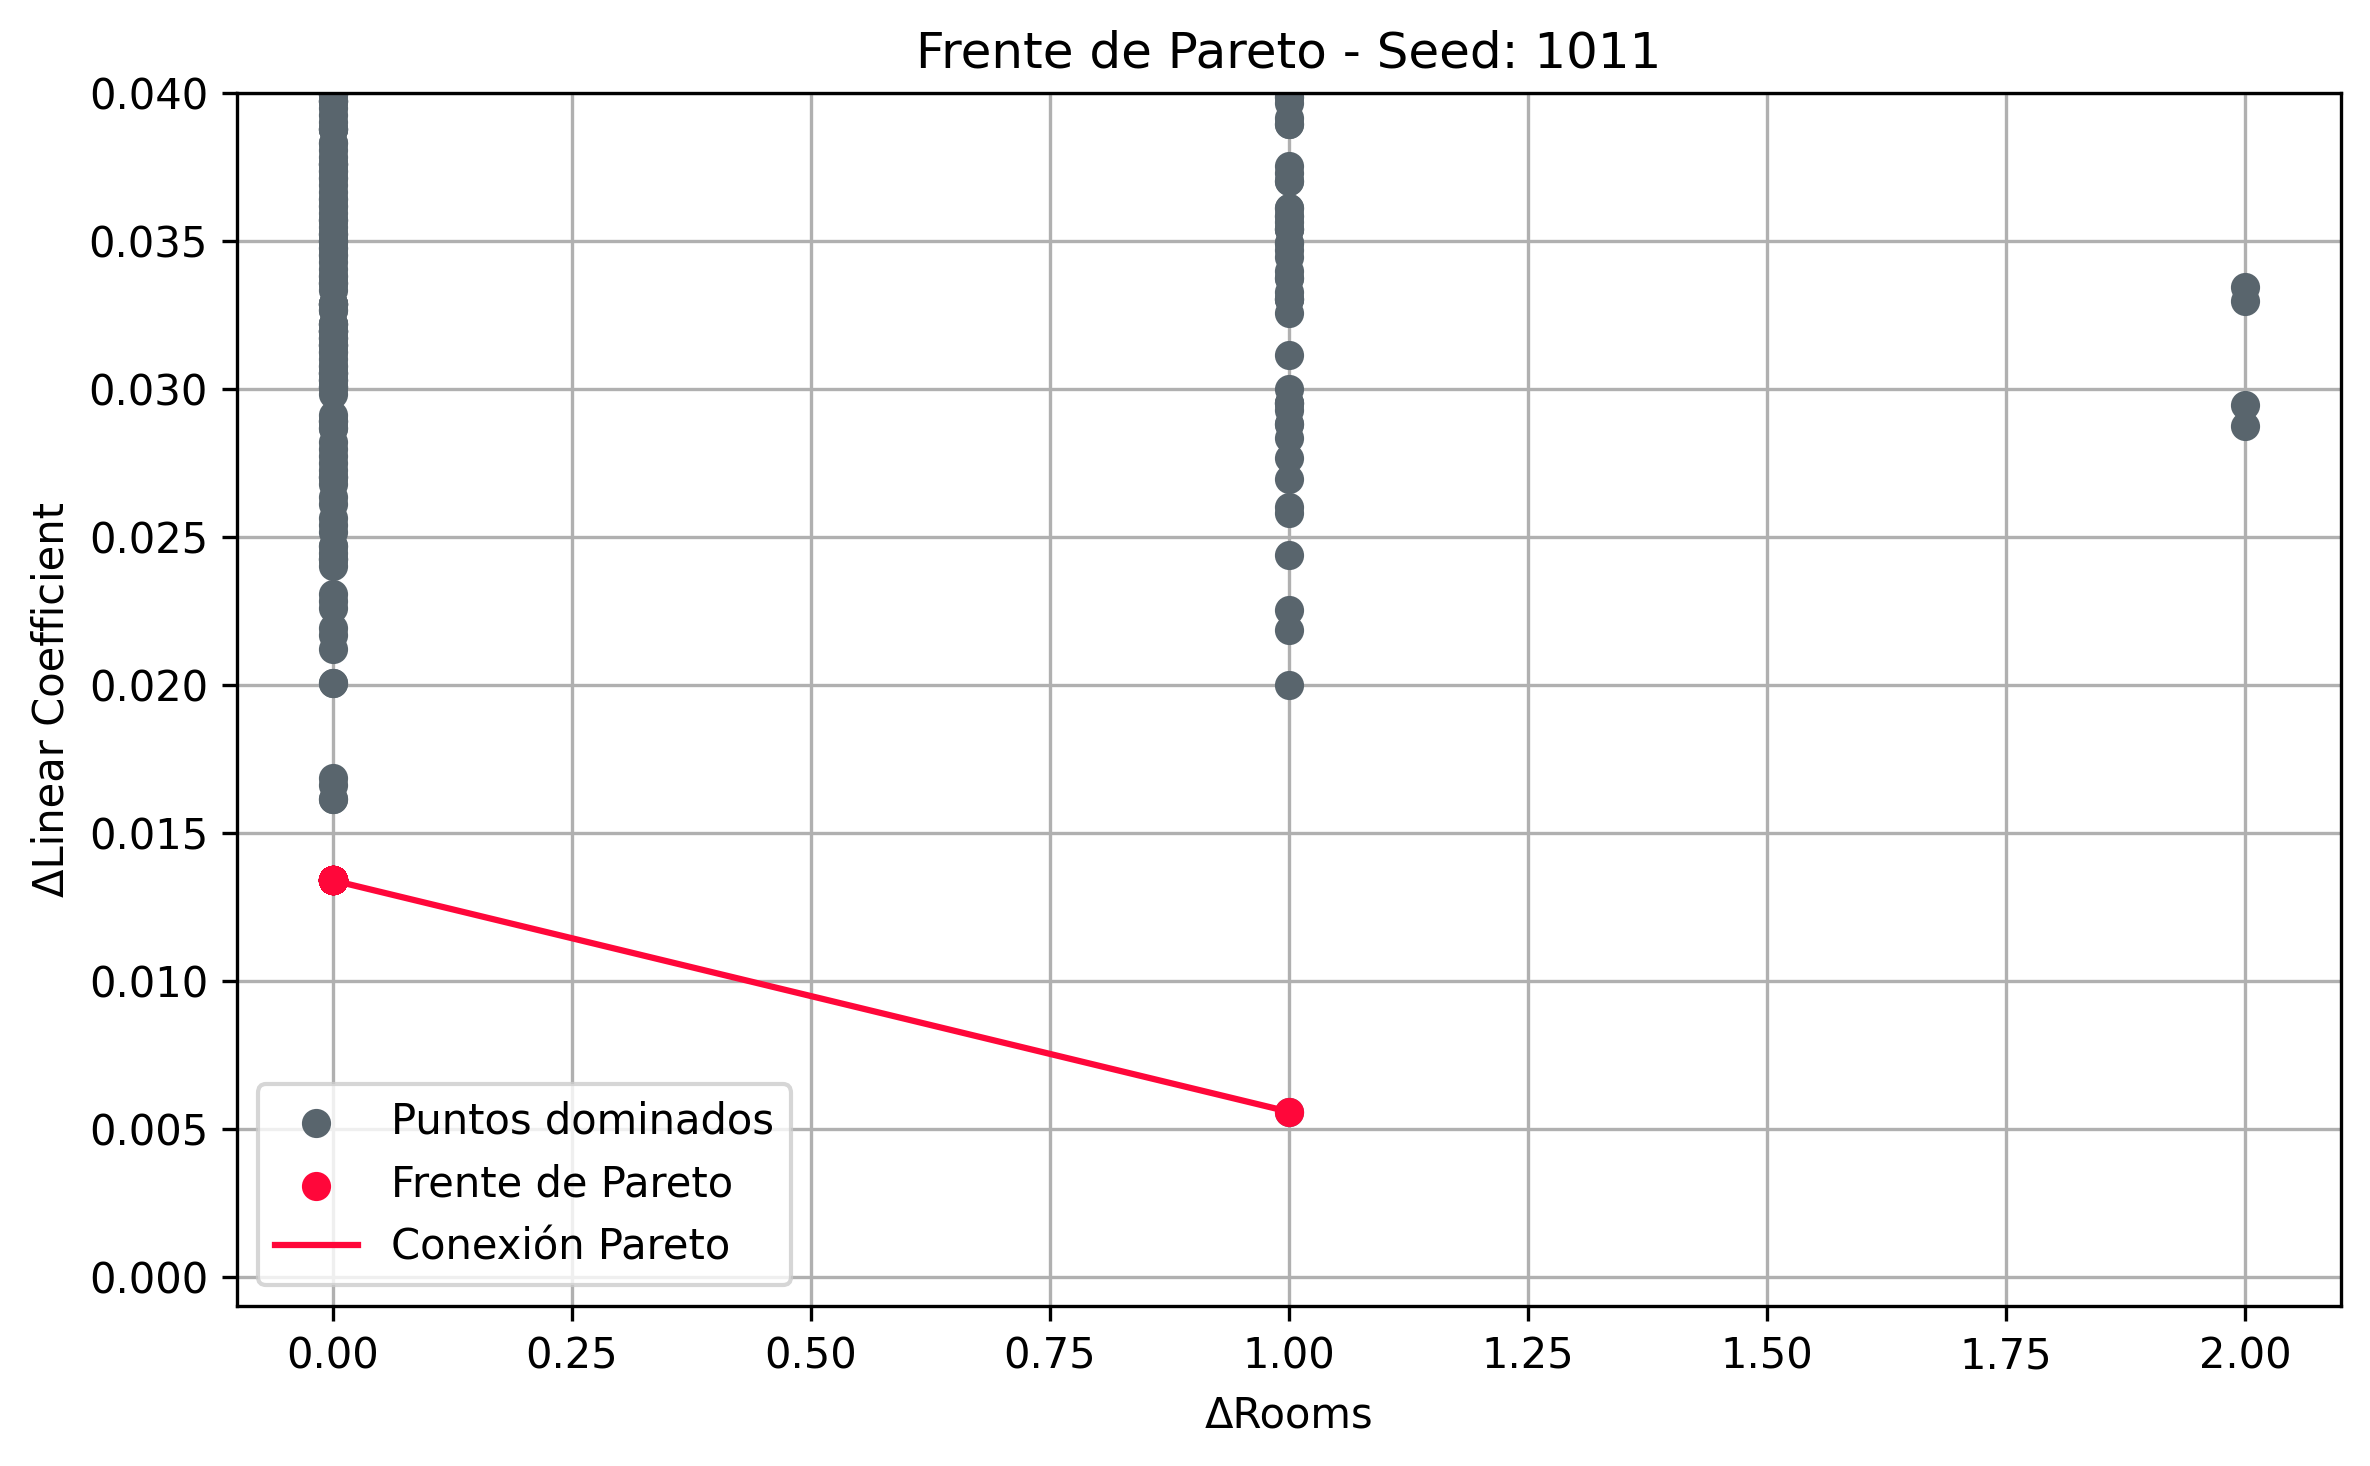 Frente de Pareto - Seed: 1011
0.040
0.035
0.030
0.025
0.020
0.015
0.010
0.005
0.000
ΔLinear Coefficient
Puntos dominados
Frente de Pareto
Conexión Pareto
0.00 0.25 0.50 0.75 1.00 1.25 1.50 1.75 2.00
ΔRooms